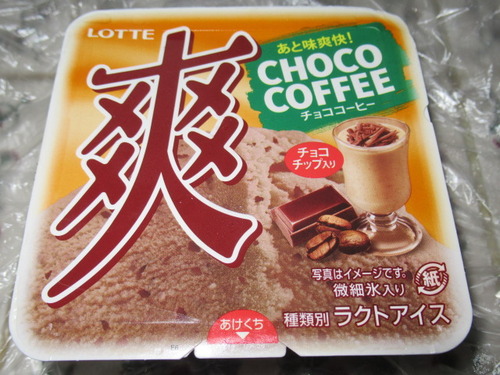 LOTTE
爽
あと味爽快!
CHOCO
COFFEE
チョココーヒー
チョコ
チップ入り
写真はイメージです。
微細氷入り
紙
種類別 ラクトアイス
あけくち